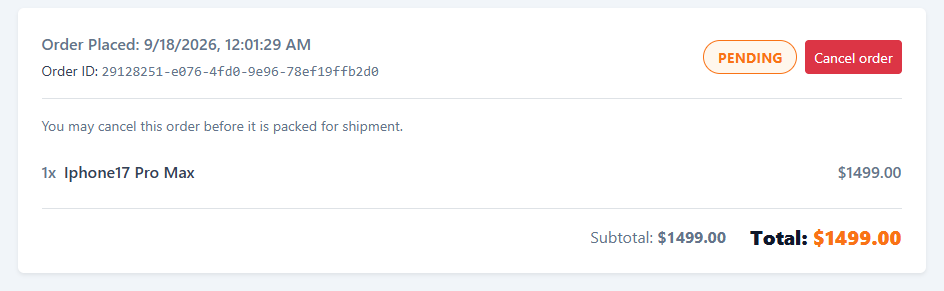 Order Placed: 9/18/2026, 12:01:29 AM
PENDING
Cancel order
Order ID: 29128251-e076-4fd0-9e96-78ef19ffb2d0
You may cancel this order before it is packed for shipment.
1x Iphone17 Pro Max $1499.00
Subtotal: $1499.00 Total: $1499.00